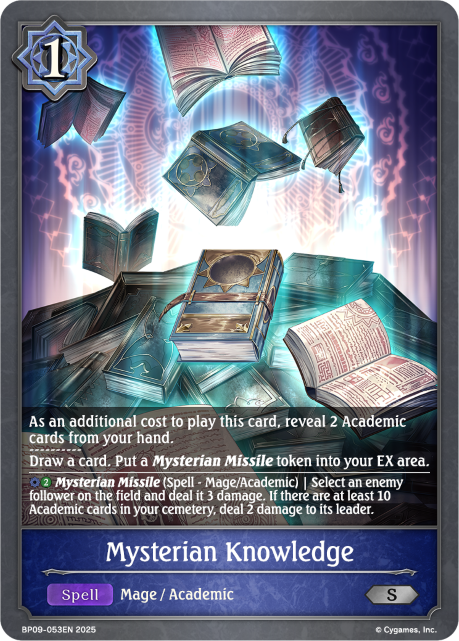 1
As an additional cost to play this card, reveal 2 Academic
cards from your hand.
----------
Draw a card. Put a Mysterian Missile token into your EX area.
2 Mysterian Missile (Spell - Mage/Academic) | Select an enemy
follower on the field and deal it 3 damage. If there are at least 10
Academic cards in your cemetery, deal 2 damage to its leader.
Mysterian Knowledge
Spell Mage / Academic S
BP09-053EN 2025 © Cygames, Inc.